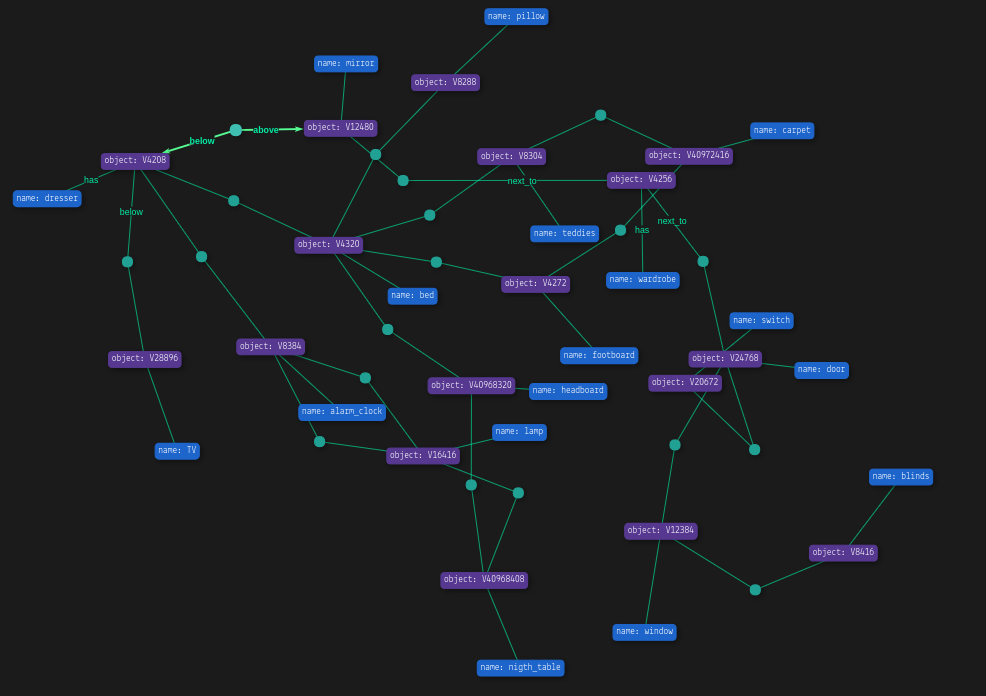 name: pillow
name: mirror
object: V8288
object: V12480
above
below
name: carpet
object: V4208
object: V8304
object: V40972416
has
next_to
object: V4256
name: dresser
below
next_to
name: teddies
has
object: V4320
object: V4272
name: wardrobe
name: bed
name: switch
object: V8384
object: V28896
name: footboard
object: V24768
name: door
object: V20672
object: V40968320
name: headboard
name: alarm_clock
name: lamp
name: TV
object: V16416
name: blinds
object: V12384
object: V8416
object: V40968408
name: window
name: nigth_table